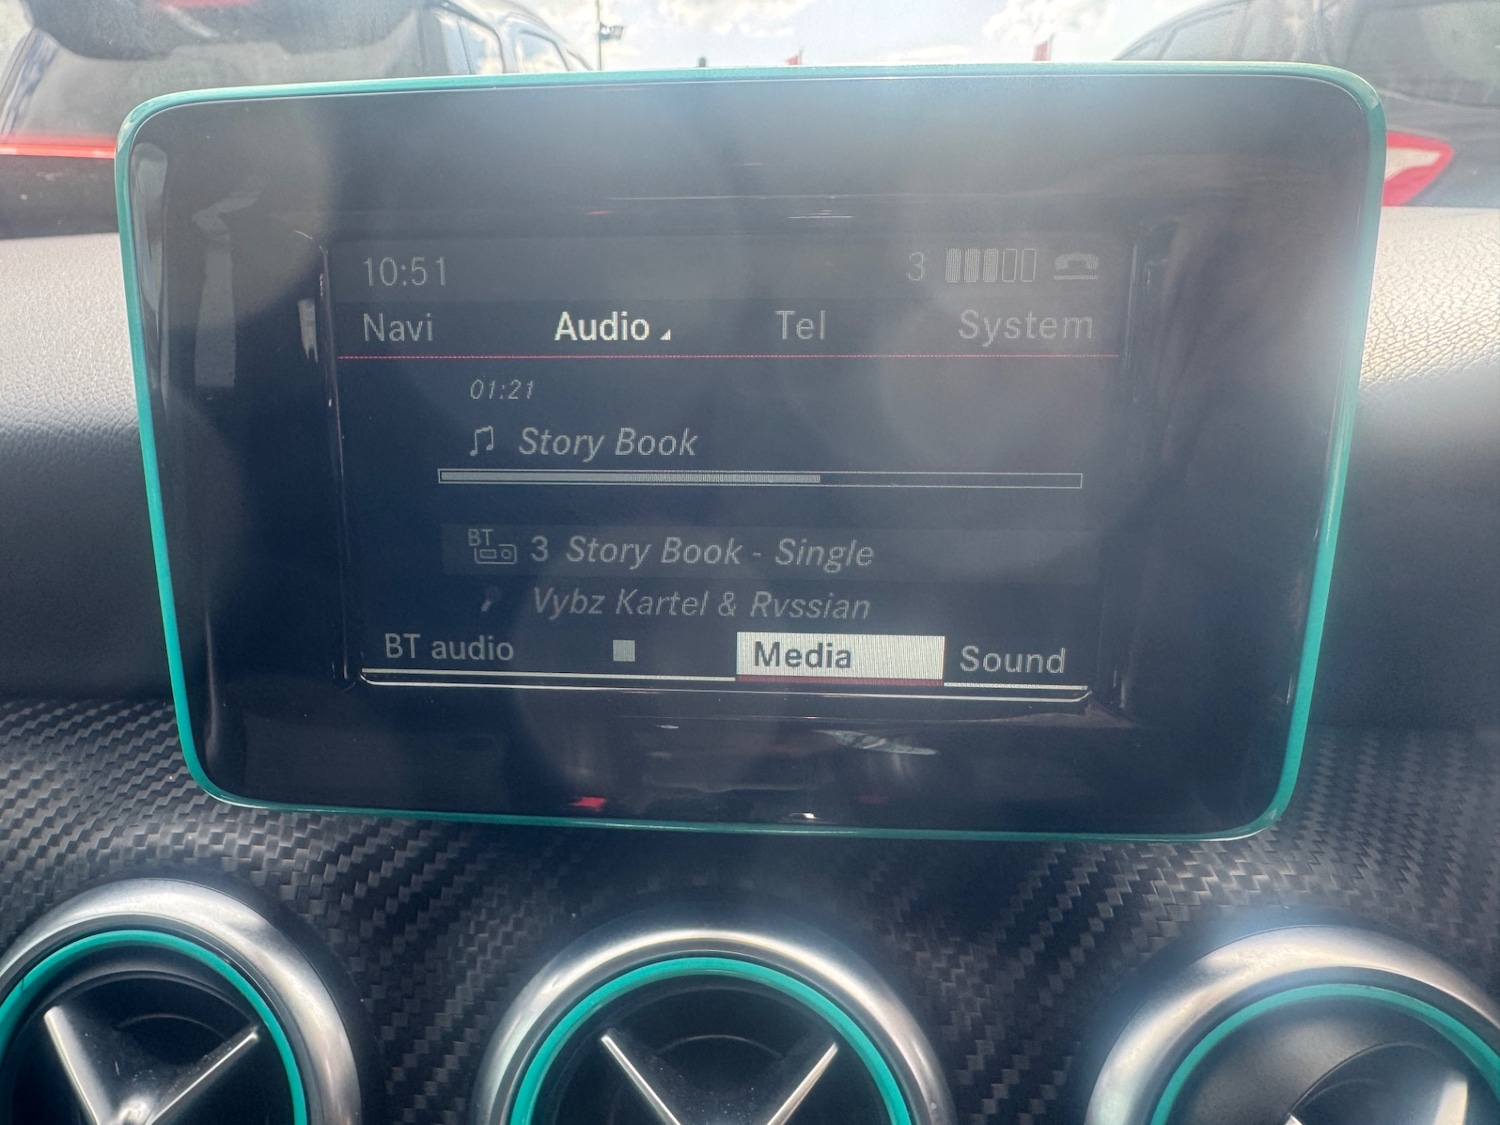 10:51 3
Navi Audio Tel System
01:21
Story Book
BT 3 Story Book - Single
Vybz Kartel & Rvssian
BT audio Media Sound